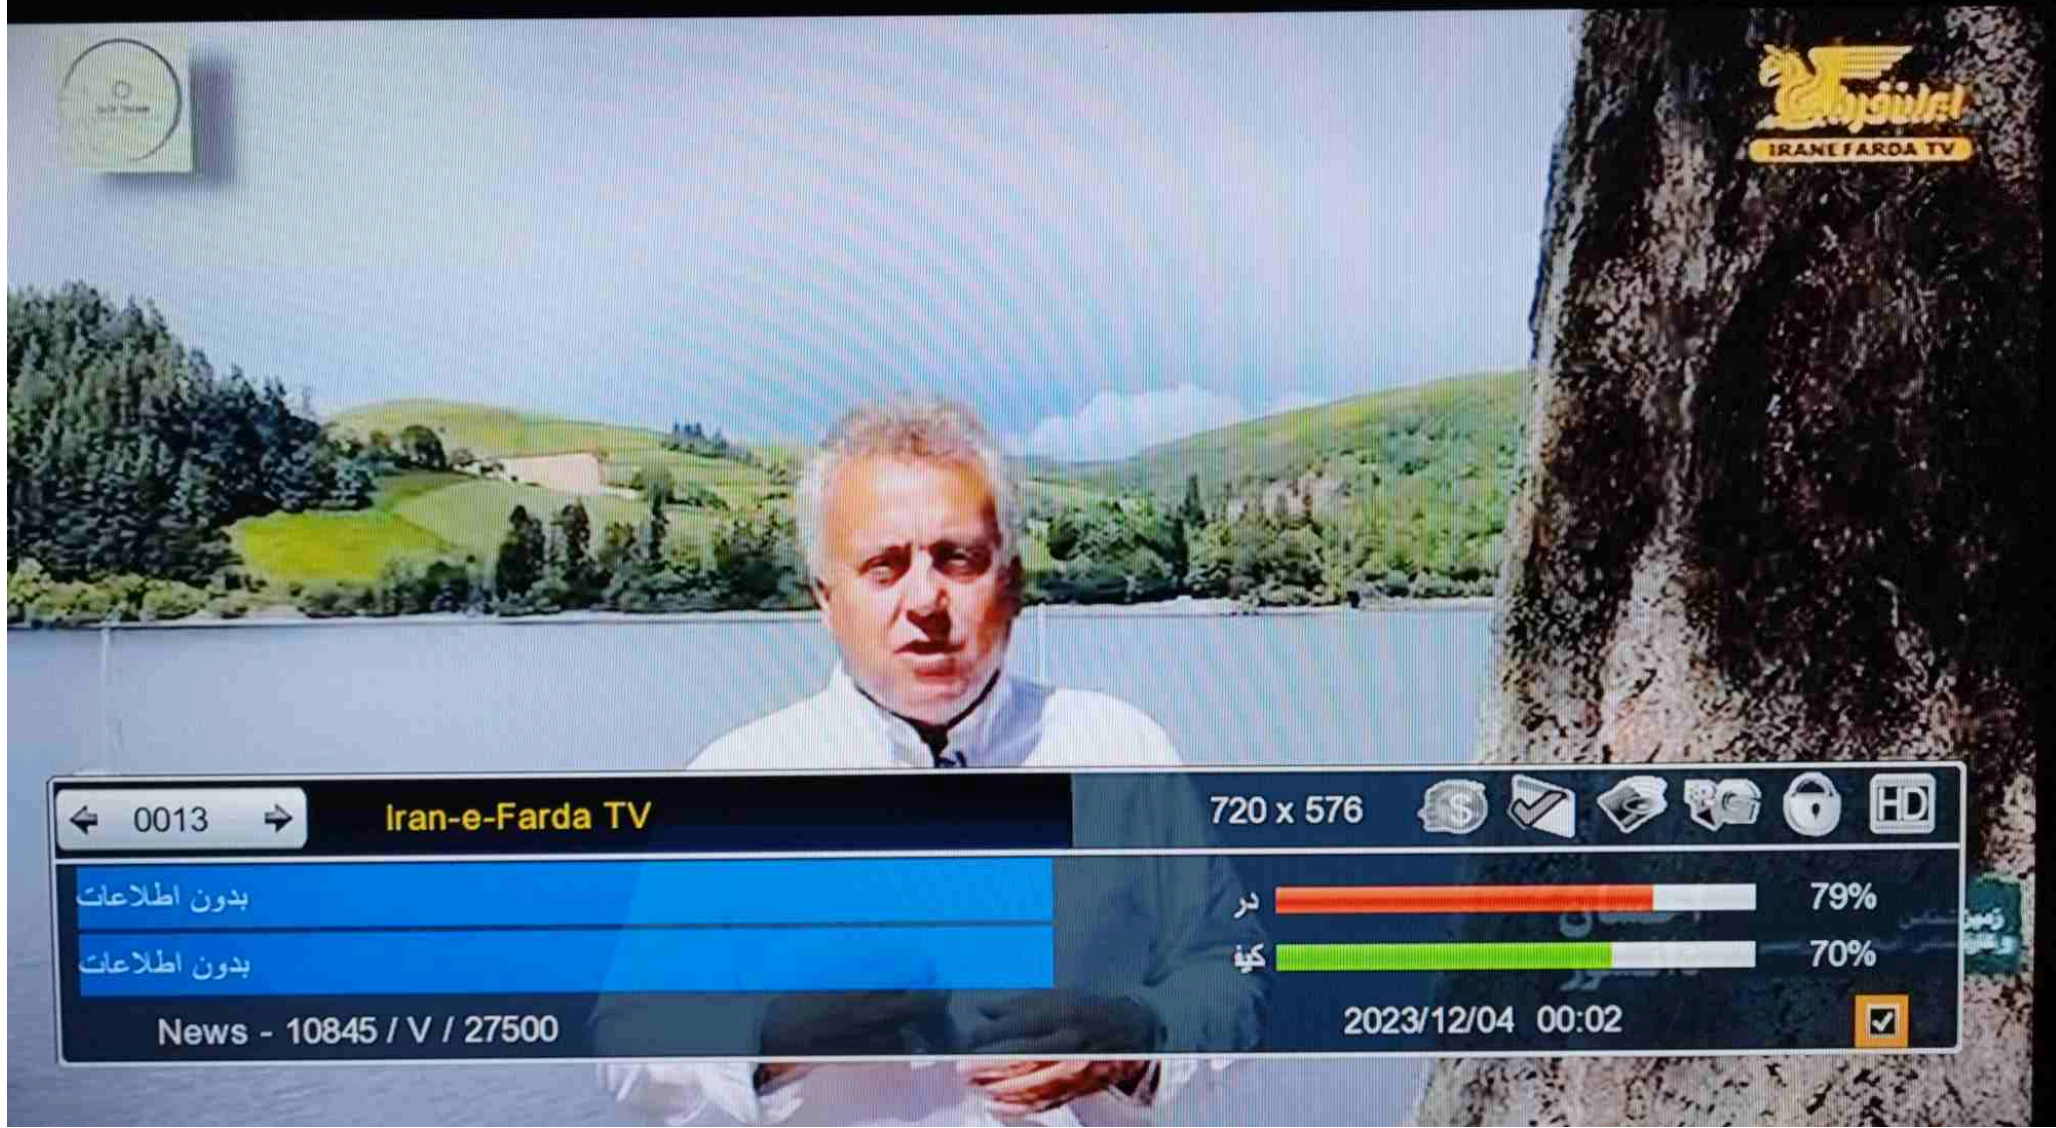 ایران فردا
IRANE FARDA TV
0013
Iran-e-Farda TV
720 x 576
HD
بدون اطلاعات
در
79%
بدون اطلاعات
کیف
70%
News - 10845 / V / 27500
2023/12/04 00:02